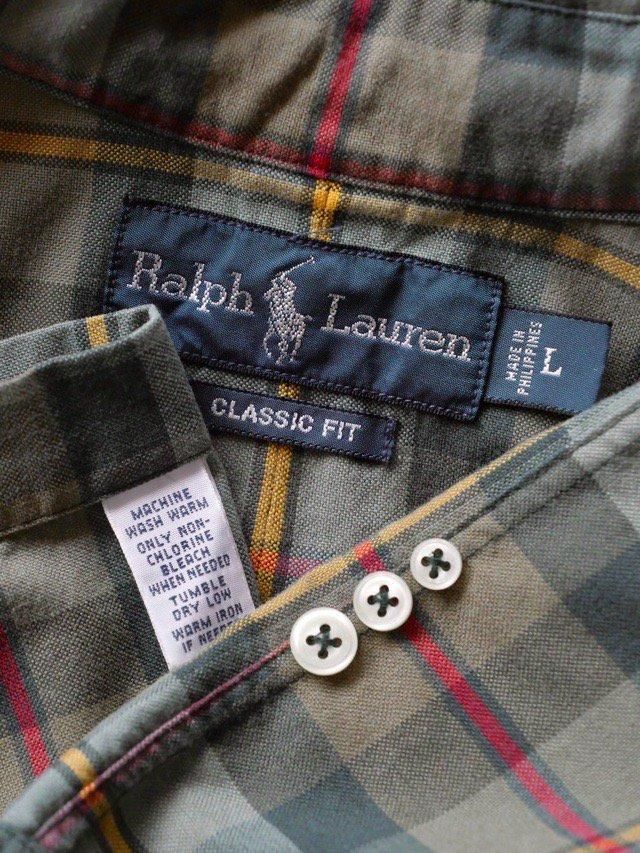 Ralph Lauren
MADE IN
PHILIPPINES
L
CLASSIC FIT
MACHINE
WASH WARM
ONLY NON-
CHLORINE
BLEACH
WHEN NEEDED
TUMBLE
DRY LOW
WARM IRON
IF NEEDED